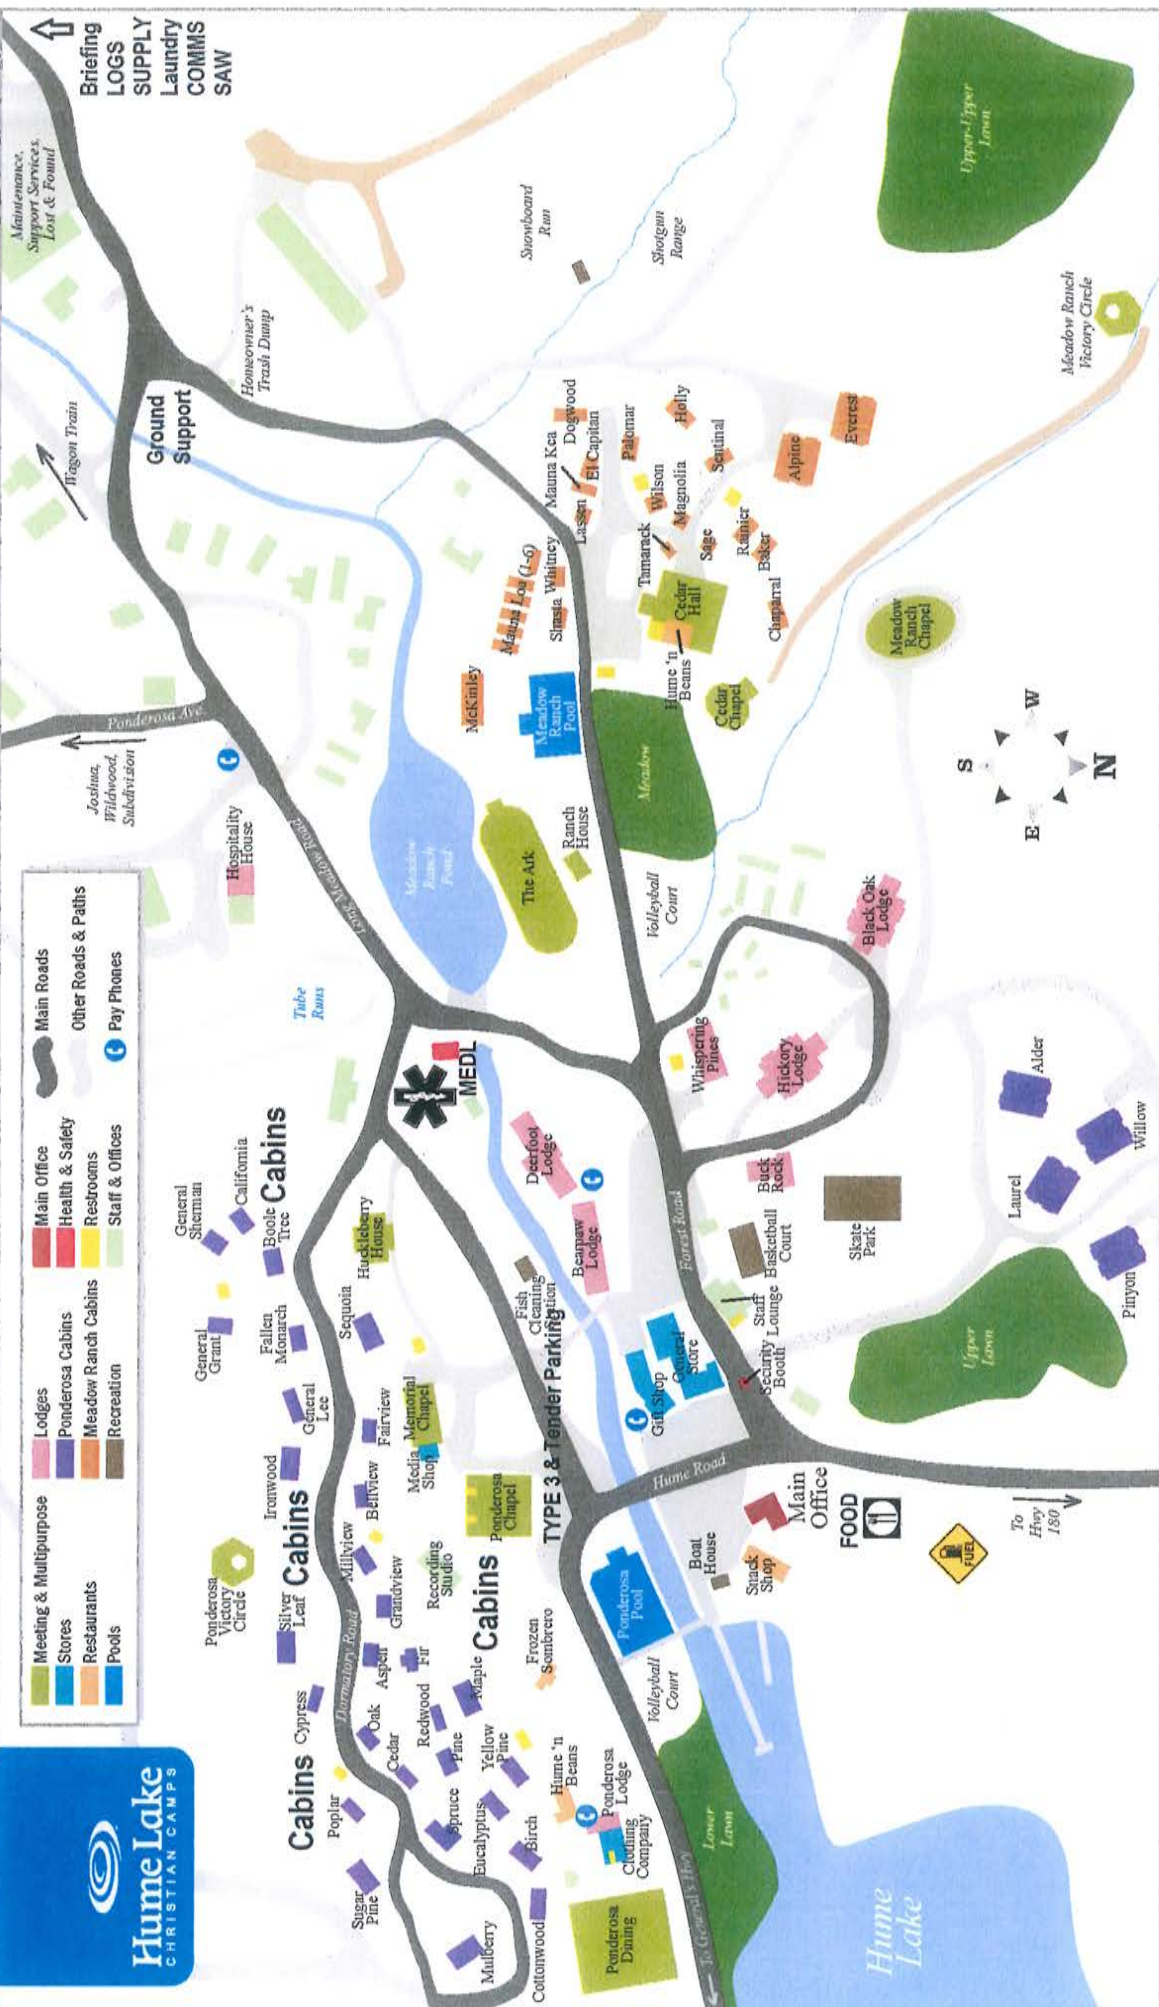 Hume Lake
CHRISTIAN CAMPS
Meeting & Multipurpose
Stores
Restaurants
Pools
Lodges
Ponderosa Cabins
Meadow Ranch Cabins
Recreation
Main Office
Health & Safety
Restrooms
Staff & Offices
Main Roads
Other Roads & Paths
Pay Phones
Maintenance,
Support Services,
Lost & Found
Briefing
LOGS
SUPPLY
Laundry
COMMS
SAW
Joshua,
Wildwood,
Subdivision
Ponderosa Ave.
Wagon Train
Ground
Support
Homeowner's
Trash Dump
Ponderosa
Victory
Circle
General
Grant
General
Sherman
California
Boole
Tree
Cabins
Tube
Runs
Hospitality
House
Long Meadow Road
Cabins
Poplar
Cypress
Silver
Leaf
Cabins
Ironwood
General
Lee
Fallen
Monarch
Sugar
Pine
Dormatory Road
Oak
Aspen
Millview
Grandview
Bellview
Fairview
Sequoia
Huckleberry
House
Cedar
Fir
Redwood
Maple
Pine
Spruce
Yellow
Pine
Eucalyptus
Birch
Mulberry
Cottonwood
Cabins
Recording
Studio
Media
Shop
Memorial
Chapel
Ponderosa
Chapel
MEDL
Meadow
Ranch
Pond
McKinley
Mauna Loa (1-6)
Shasta
Whitney
Lassen
Mauna Kea
El Capitan
Dogwood
Snowboard
Run
Frozen
Sombrero
TYPE 3 & Tender Parking
Fish
Cleaning
Station
Deerfoot
Lodge
Bearpaw
Lodge
The Ark
Ranch
House
Meadow
Ranch
Pool
Hume 'n
Beans
Ponderosa
Lodge
Clothing
Company
Ponderosa
Dining
Ponderosa
Pool
Volleyball
Court
Gift Shop
General
Store
Forest Road
Volleyball
Court
Meadow
Hume 'n
Beans
Cedar
Hall
Tamarack
Wilson
Magnolia
Palomar
Holly
Shotgun
Range
To General's Hwy
Lower
Lawn
Boat
House
Snack
Shop
Hume Road
Main
Office
FOOD
Security
Booth
Staff
Lounge
Basketball
Court
Buck
Rock
Whispering
Pines
Hickory
Lodge
Cedar
Chapel
Chaparral
Sage
Rainier
Baker
Sentinal
Alpine
Everest
Skate
Park
Black Oak
Lodge
Meadow
Ranch
Chapel
Hume
Lake
FUEL
To
Hwy
180
Upper
Lawn
Laurel
Alder
Pinyon
Willow
S
E
W
N
Meadow Ranch
Victory Circle
Upper-Upper
Lawn